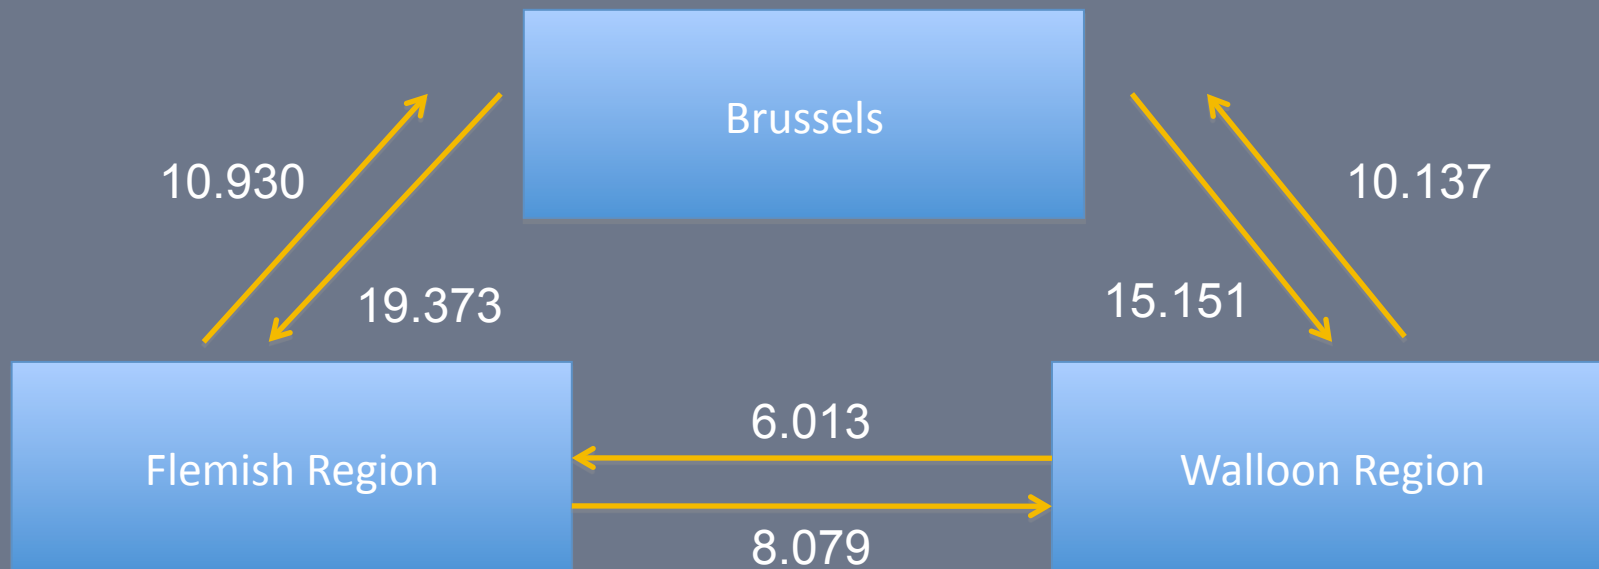 Brussels
10.930
10.137
19.373
15.151
6.013
Flemish Region
Walloon Region
8.079